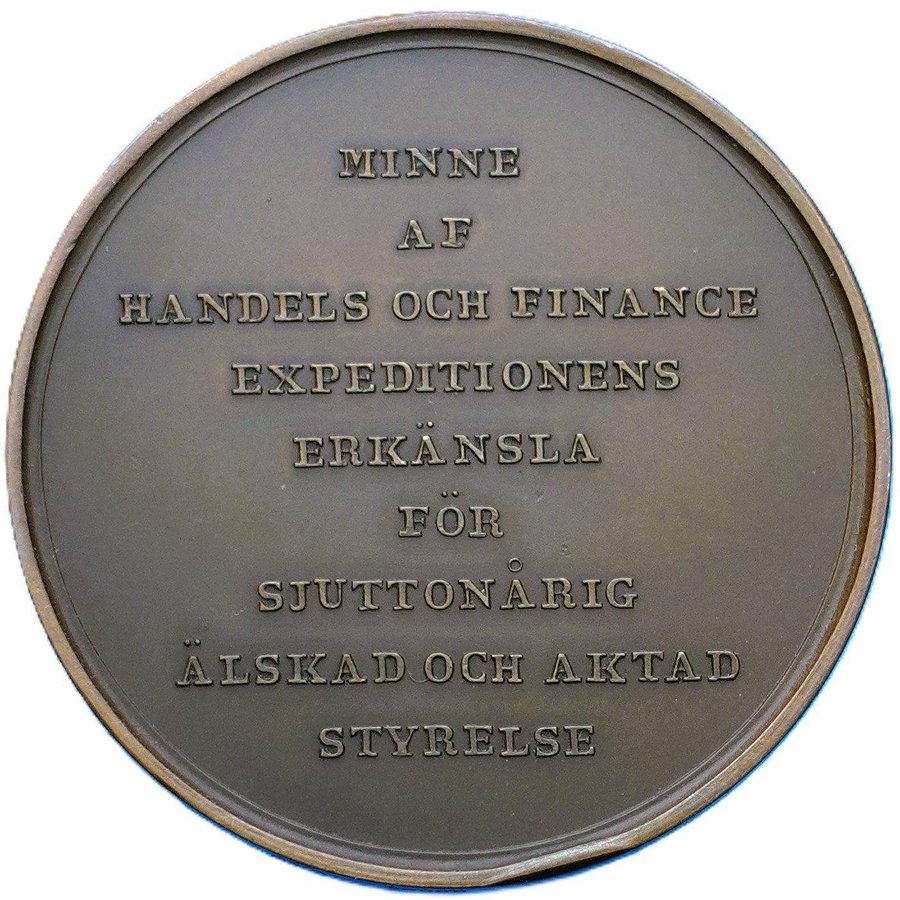 MINNE
AF
HANDELS OCH FINANCE
EXPEDITIONENS
ERKÄNSLA
FÖR
SJUTTONÅRIG
ÄLSKAD OCH AKTAD
STYRELSE